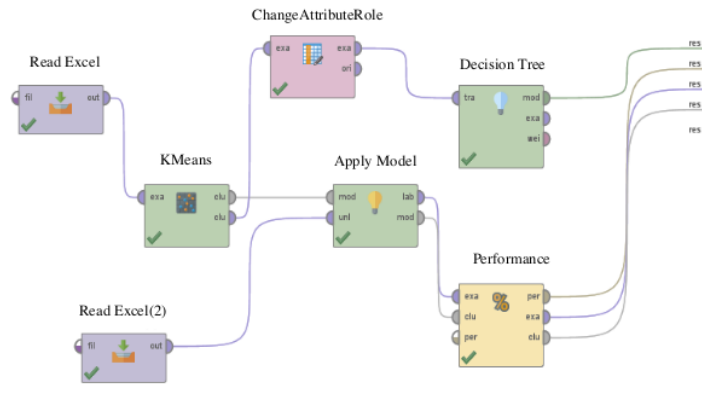 ChangeAttributeRole
exa exa
ori
res
res
res
res
res
Read Excel
fil out
Decision Tree
tra mod
exa
wei
KMeans
exa clu
clu
Apply Model
mod lab
unl mod
Performance
exa per
clu exa
per clu
Read Excel(2)
fil out